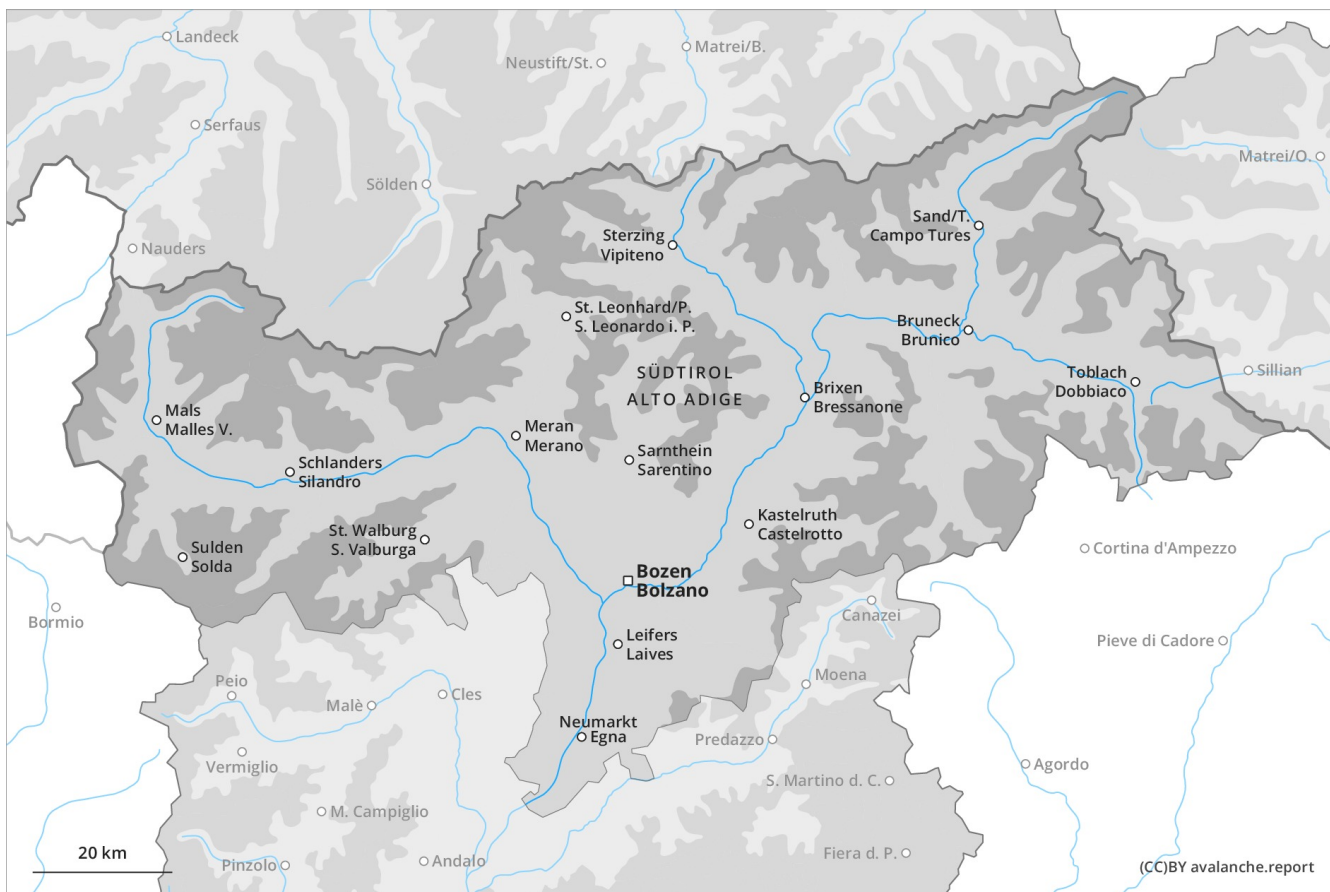 Landeck
Matrei/B.
Neustift/St.
Serfaus
Matrei/O.
Sölden
Sand/T.
Campo Tures
Sterzing
Vipiteno
Nauders
St. Leonhard/P.
S. Leonardo i. P.
Bruneck
Brunico
SÜDTIROL
ALTO ADIGE
Toblach
Dobbiaco
Sillian
Brixen
Bressanone
Mals
Malles V.
Meran
Merano
Sarnthein
Sarentino
Schlanders
Silandro
Kastelruth
Castelrotto
St. Walburg
S. Valburga
Sulden
Solda
Cortina d'Ampezzo
Bozen
Bolzano
Bormio
Canazei
Leifers
Laives
Pieve di Cadore
Peio
Moena
Malè
Cles
Neumarkt
Egna
Predazzo
Vermiglio
Agordo
S. Martino d. C.
M. Campiglio
20 km
Pinzolo
Andalo
Fiera d. P.
(CC)BY avalanche.report